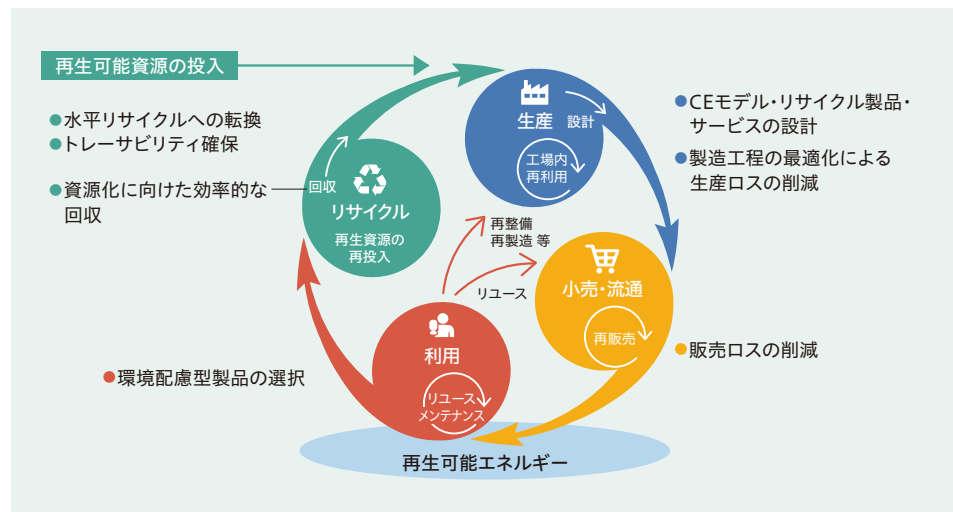 再生可能資源の投入
●水平リサイクルへの転換
●トレーサビリティ確保
●資源化に向けた効率的な
回収
回収
リサイクル
再生資源の
再投入
生産
設計
工場内
再利用
●CEモデル・リサイクル製品・
サービスの設計
●製造工程の最適化による
生産ロスの削減
再整備
再製造 等
リユース
小売・流通
再販売
●販売ロスの削減
利用
リユース
メンテナンス
●環境配慮型製品の選択
再生可能エネルギー